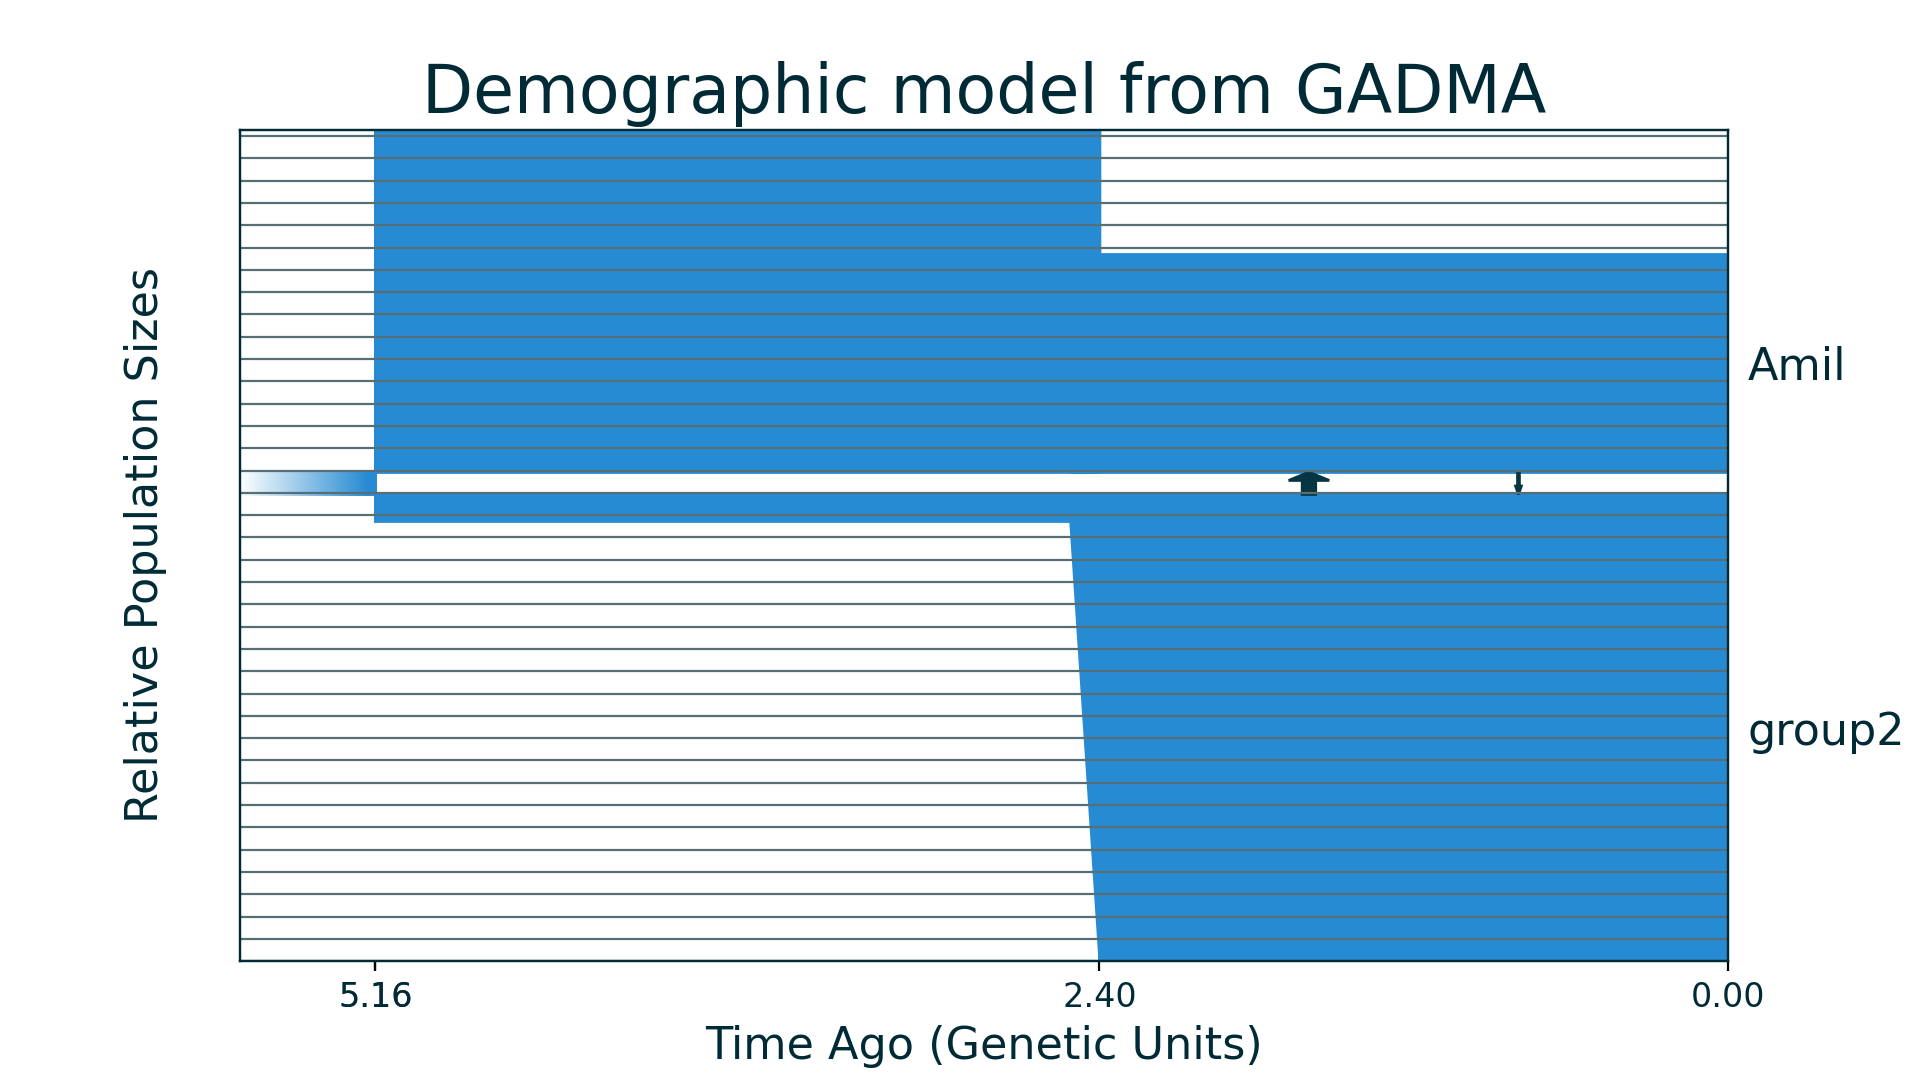 Demographic model from GADMA
Relative Population Sizes
Amil
group2
5.16
2.40
0.00
Time Ago (Genetic Units)